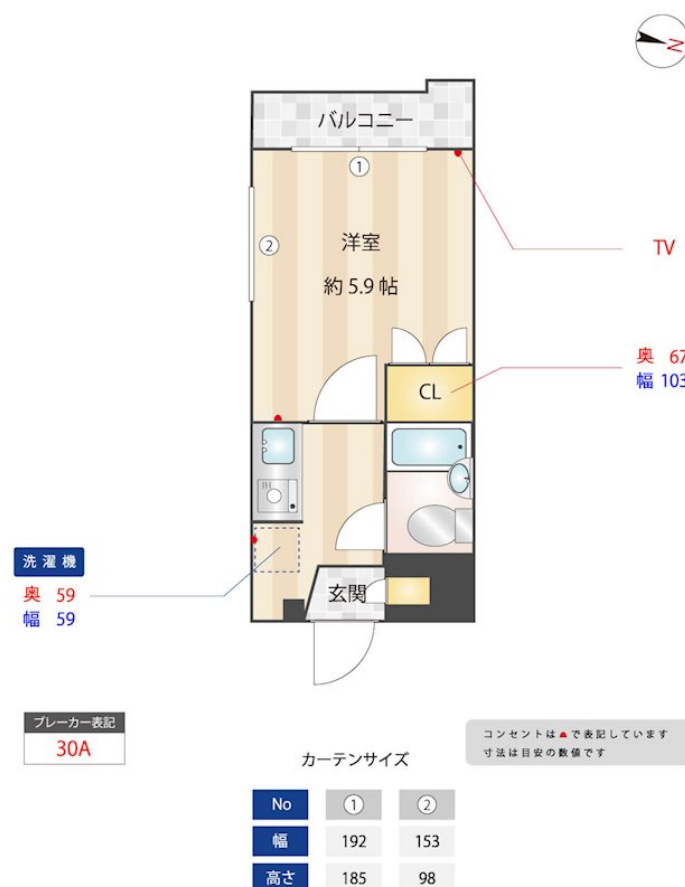 N
バルコニー
①
②
洋室
約 5.9 帖
TV
奥 67
幅 103
CL
洗濯機
奥 59
幅 59
玄関
ブレーカー表記
30A
コンセントは で表記しています
寸法は目安の数値です
カーテンサイズ
No ① ②
幅 192 153
高さ 185 98